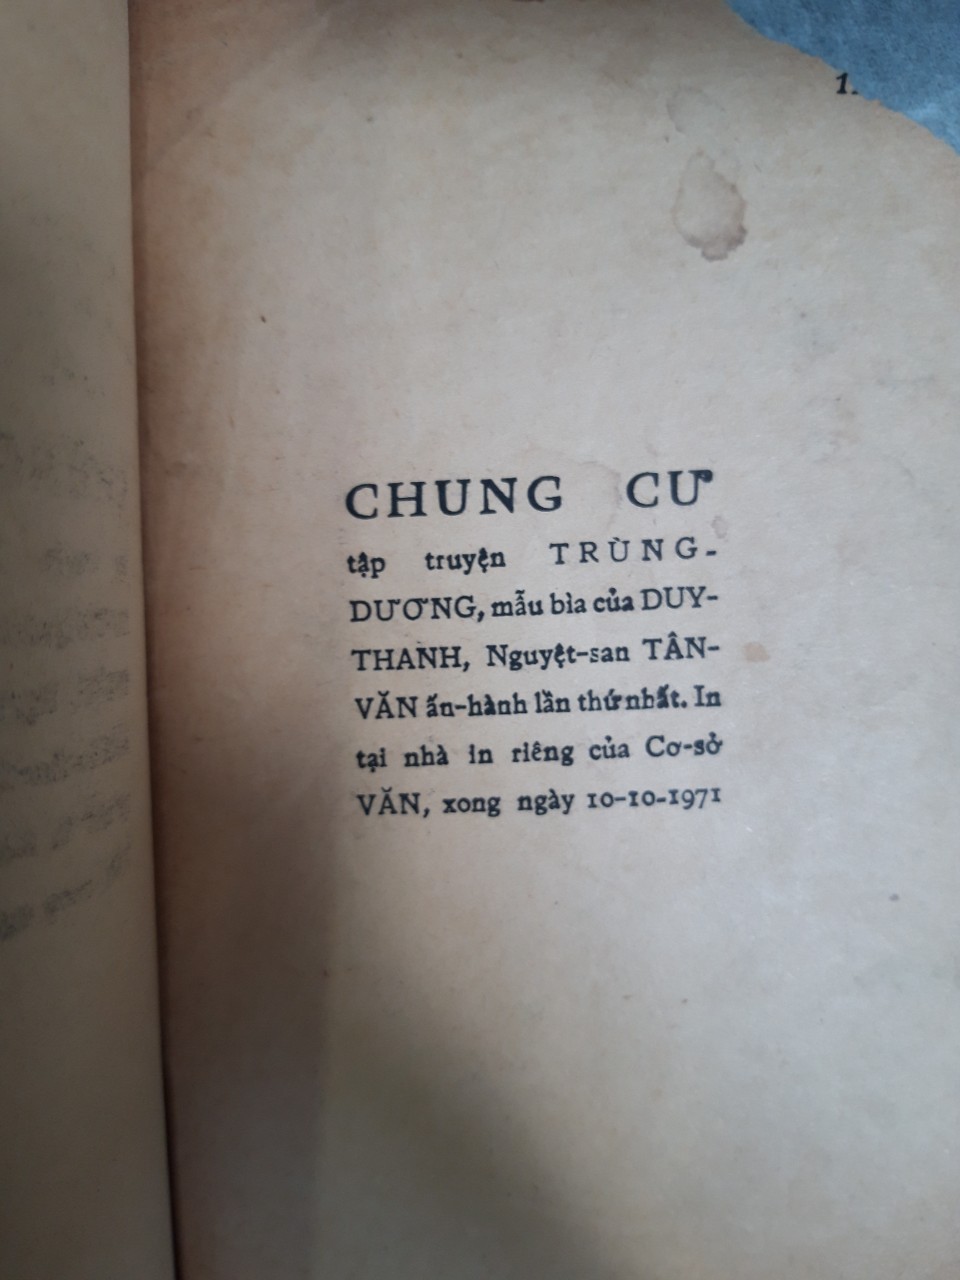 CHUNG CƯ
tập truyện TRÙNG-
DƯƠNG, mẫu bìa của DUY-
THANH, Nguyệt-san TÂN-
VĂN ấn-hành lần thứ nhất. In
tại nhà in riêng của Cơ-sở
VĂN, xong ngày 10-10-1971